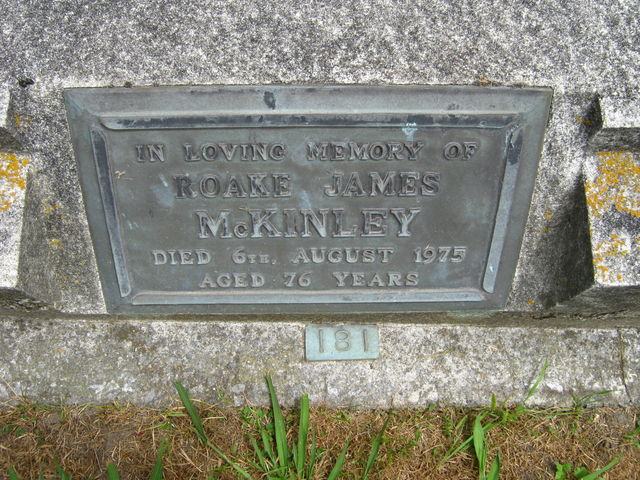 IN LOVING MEMORY OF
ROAKE JAMES
McKINLEY
DIED 6TH. AUGUST 1975
AGED 76 YEARS
181